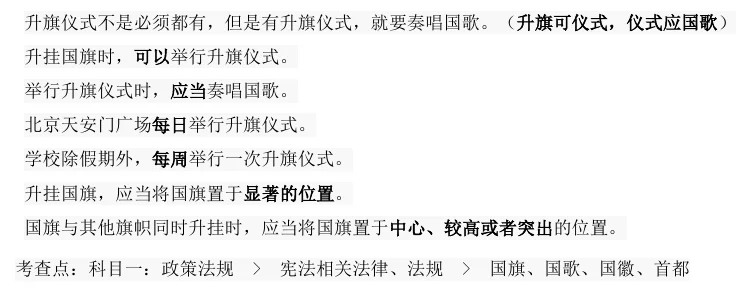 升旗仪式不是必须都有，但是有升旗仪式，就要奏唱国歌。（升旗可仪式，仪式应国歌）
升挂国旗时，可以举行升旗仪式。
举行升旗仪式时，应当奏唱国歌。
北京天安门广场每日举行升旗仪式。
学校除假期外，每周举行一次升旗仪式。
升挂国旗，应当将国旗置于显著的位置。
国旗与其他旗帜同时升挂时，应当将国旗置于中心、较高或者突出的位置。
考查点：科目一：政策法规 > 宪法相关法律、法规 > 国旗、国歌、国徽、首都